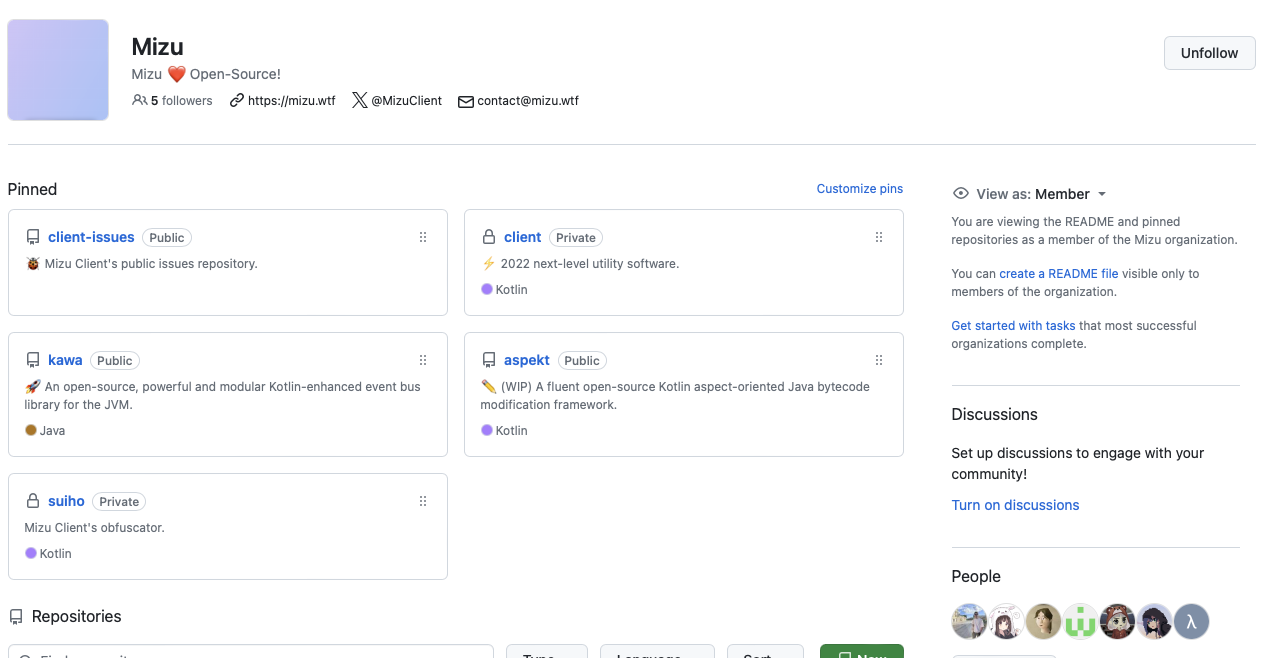 Mizu
Unfollow
Mizu ❤️ Open-Source!
5 followers https://mizu.wtf @MizuClient contact@mizu.wtf
Pinned
Customize pins
client-issues Public
🐞 Mizu Client's public issues repository.
client Private
⚡ 2022 next-level utility software.
Kotlin
kawa Public
🚀 An open-source, powerful and modular Kotlin-enhanced event bus
library for the JVM.
Java
aspekt Public
✏️ (WIP) A fluent open-source Kotlin aspect-oriented Java bytecode
modification framework.
Kotlin
suiho Private
Mizu Client's obfuscator.
Kotlin
Repositories
Type
Language
Sort
New
View as: Member
You are viewing the README and pinned
repositories as a member of the Mizu organization.
You can create a README file visible only to
members of the organization.
Get started with tasks that most successful
organizations complete.
Discussions
Set up discussions to engage with your
community!
Turn on discussions
People
λ